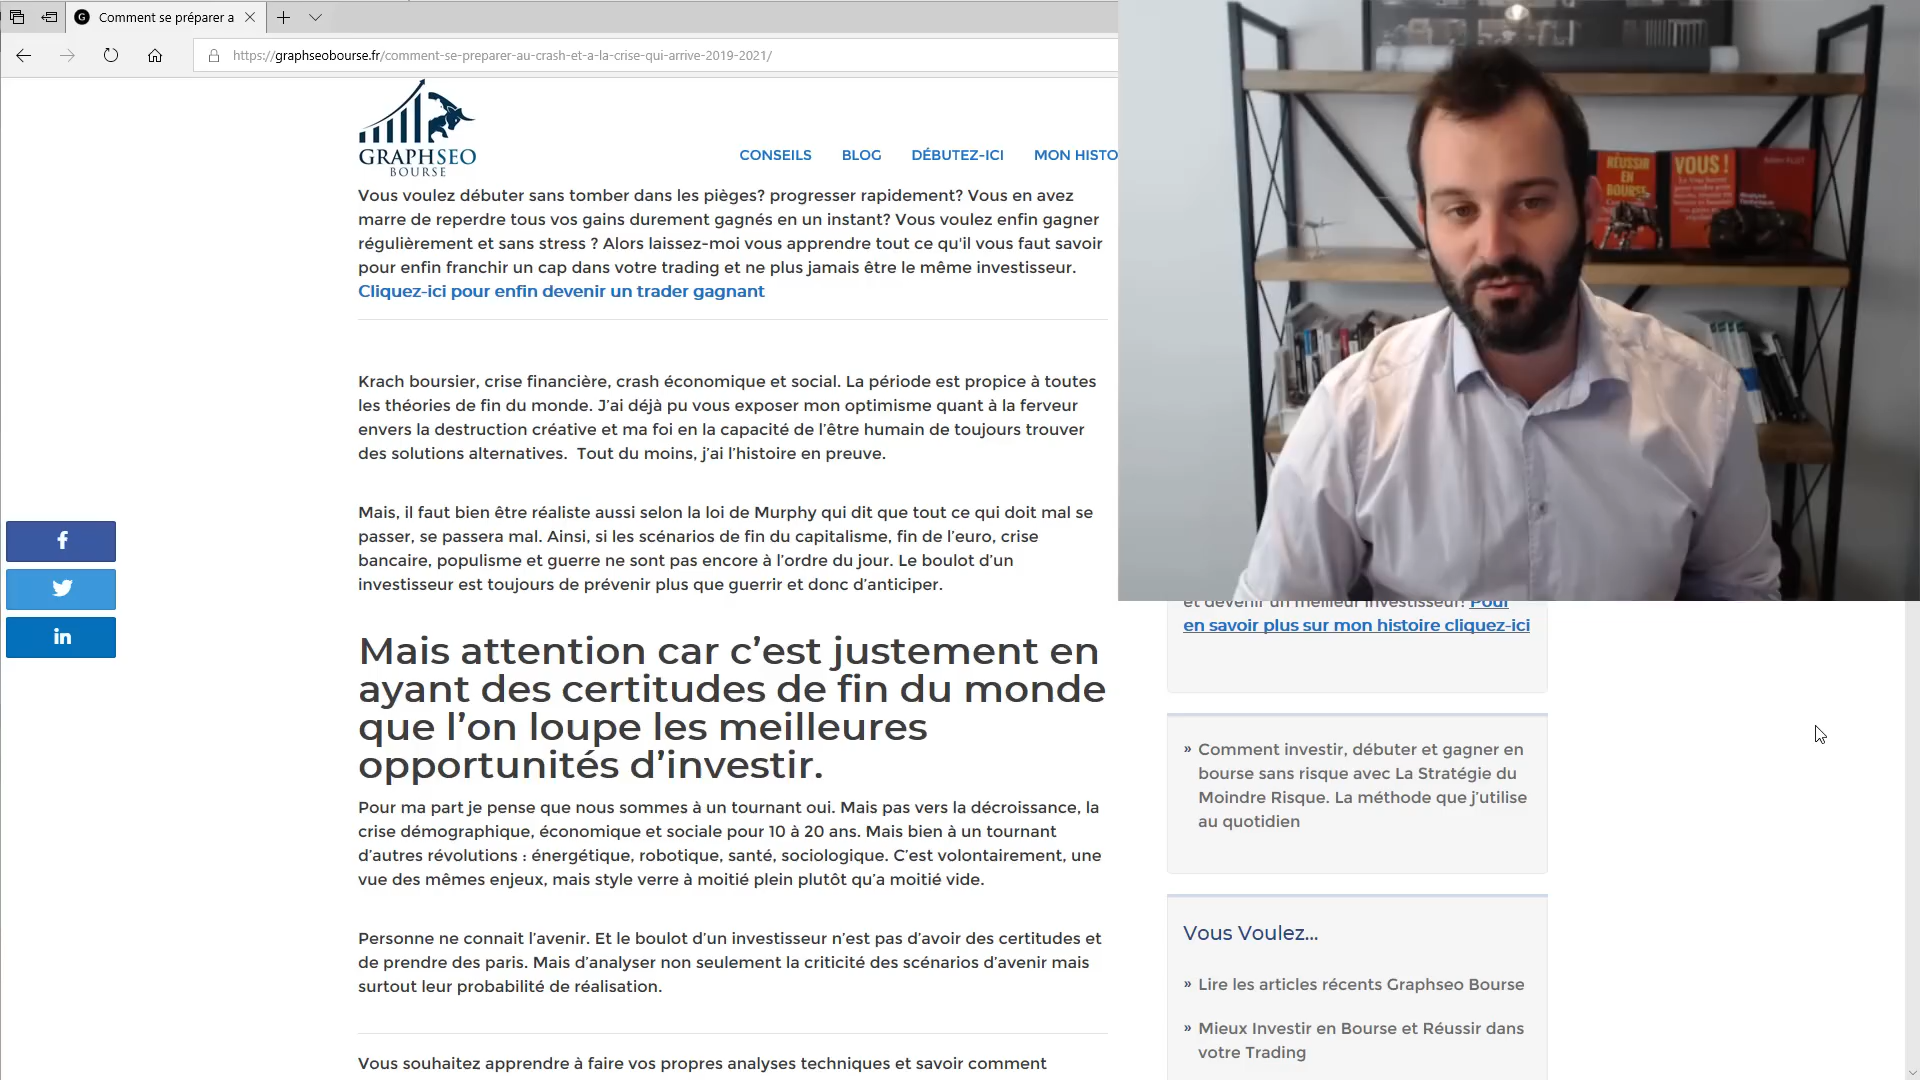 Comment se préparer a
https://graphseobourse.fr/comment-se-preparer-au-crash-et-a-la-crise-qui-arrive-2019-2021/
GRAPHSEO
BOURSE
CONSEILS
BLOG
DÉBUTEZ-ICI
MON HISTO
Vous voulez débuter sans tomber dans les pièges? progresser rapidement? Vous en avez
marre de reperdre tous vos gains durement gagnés en un instant? Vous voulez enfin gagner
régulièrement et sans stress ? Alors laissez-moi vous apprendre tout ce qu'il vous faut savoir
pour enfin franchir un cap dans votre trading et ne plus jamais être le même investisseur.
Cliquez-ici pour enfin devenir un trader gagnant
Krach boursier, crise financière, crash économique et social. La période est propice à toutes
les théories de fin du monde. J’ai déjà pu vous exposer mon optimisme quant à la ferveur
envers la destruction créative et ma foi en la capacité de l’être humain de toujours trouver
des solutions alternatives.  Tout du moins, j’ai l’histoire en preuve.
Mais, il faut bien être réaliste aussi selon la loi de Murphy qui dit que tout ce qui doit mal se
passer, se passera mal. Ainsi, si les scénarios de fin du capitalisme, fin de l’euro, crise
bancaire, populisme et guerre ne sont pas encore à l’ordre du jour. Le boulot d’un
investisseur est toujours de prévenir plus que guerrir et donc d’anticiper.
Mais attention car c’est justement en
ayant des certitudes de fin du monde
que l’on loupe les meilleures
opportunités d’investir.
Pour ma part je pense que nous sommes à un tournant oui. Mais pas vers la décroissance, la
crise démographique, économique et sociale pour 10 à 20 ans. Mais bien à un tournant
d’autres révolutions : énergétique, robotique, santé, sociologique. C’est volontairement, une
vue des mêmes enjeux, mais style verre à moitié plein plutôt qu’a moitié vide.
Personne ne connait l’avenir. Et le boulot d’un investisseur n’est pas d’avoir des certitudes et
de prendre des paris. Mais d’analyser non seulement la criticité des scénarios d’avenir mais
surtout leur probabilité de réalisation.
Vous souhaitez apprendre à faire vos propres analyses techniques et savoir comment
RÉUSSIR
EN
BOURSE
VOUS !
et devenir un meilleur investisseur! Pour
en savoir plus sur mon histoire cliquez-ici
» Comment investir, débuter et gagner en
bourse sans risque avec La Stratégie du
Moindre Risque. La méthode que j’utilise
au quotidien
Vous Voulez...
» Lire les articles récents Graphseo Bourse
» Mieux Investir en Bourse et Réussir dans
votre Trading